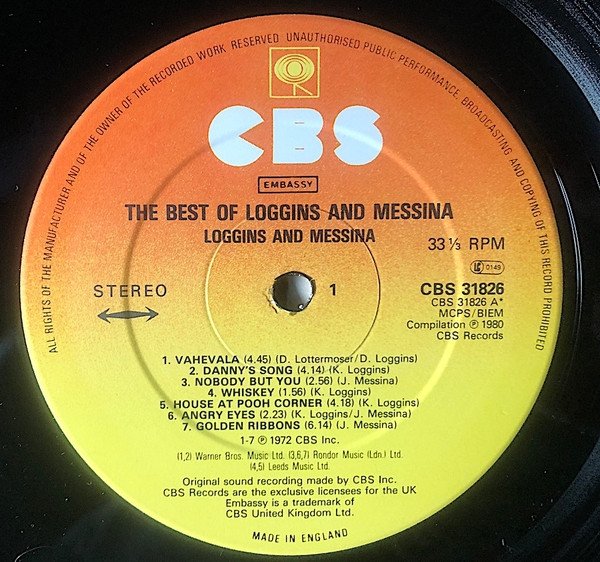 ALL RIGHTS OF THE MANUFACTURER AND OF THE OWNER OF THE RECORDED WORK RESERVED UNAUTHORISED PUBLIC PERFORMANCE BROADCASTING AND COPYING OF THIS RECORD PROHIBITED
CBS
EMBASSY
THE BEST OF LOGGINS AND MESSINA
LOGGINS AND MESSINA
33⅓ RPM
LC 0149
STEREO
1
CBS 31826
CBS 31826 A*
MCPS/BIEM
Compilation ℗ 1980
CBS Records
1. VAHEVALA (4.45) (D. Lottermoser/D. Loggins)
2. DANNY'S SONG (4.14) (K. Loggins)
3. NOBODY BUT YOU (2.56) (J. Messina)
4. WHISKEY (1.56) (K. Loggins)
5. HOUSE AT POOH CORNER (4.18) (K. Loggins)
6. ANGRY EYES (2.23) (K. Loggins/J. Messina)
7. GOLDEN RIBBONS (6.14) (J. Messina)
1-7 ℗ 1972 CBS Inc.
(1,2) Warner Bros. Music Ltd. (3,6,7) Rondor Music (Ldn.) Ltd.
(4,5) Leeds Music Ltd.
Original sound recording made by CBS Inc.
CBS Records are the exclusive licensees for the UK
Embassy is a trademark of
CBS United Kingdom Ltd.
MADE IN ENGLAND